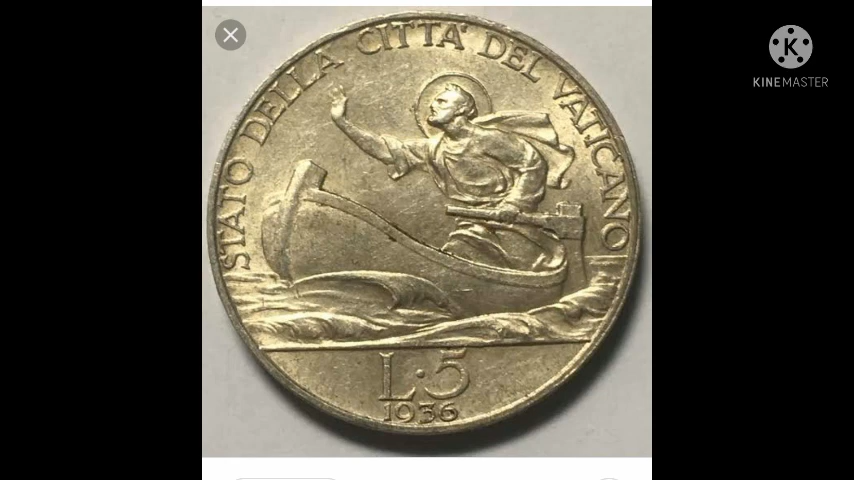 STATO DELLA CITTA' DEL VATICANO
L·5
1936
KINEMASTER